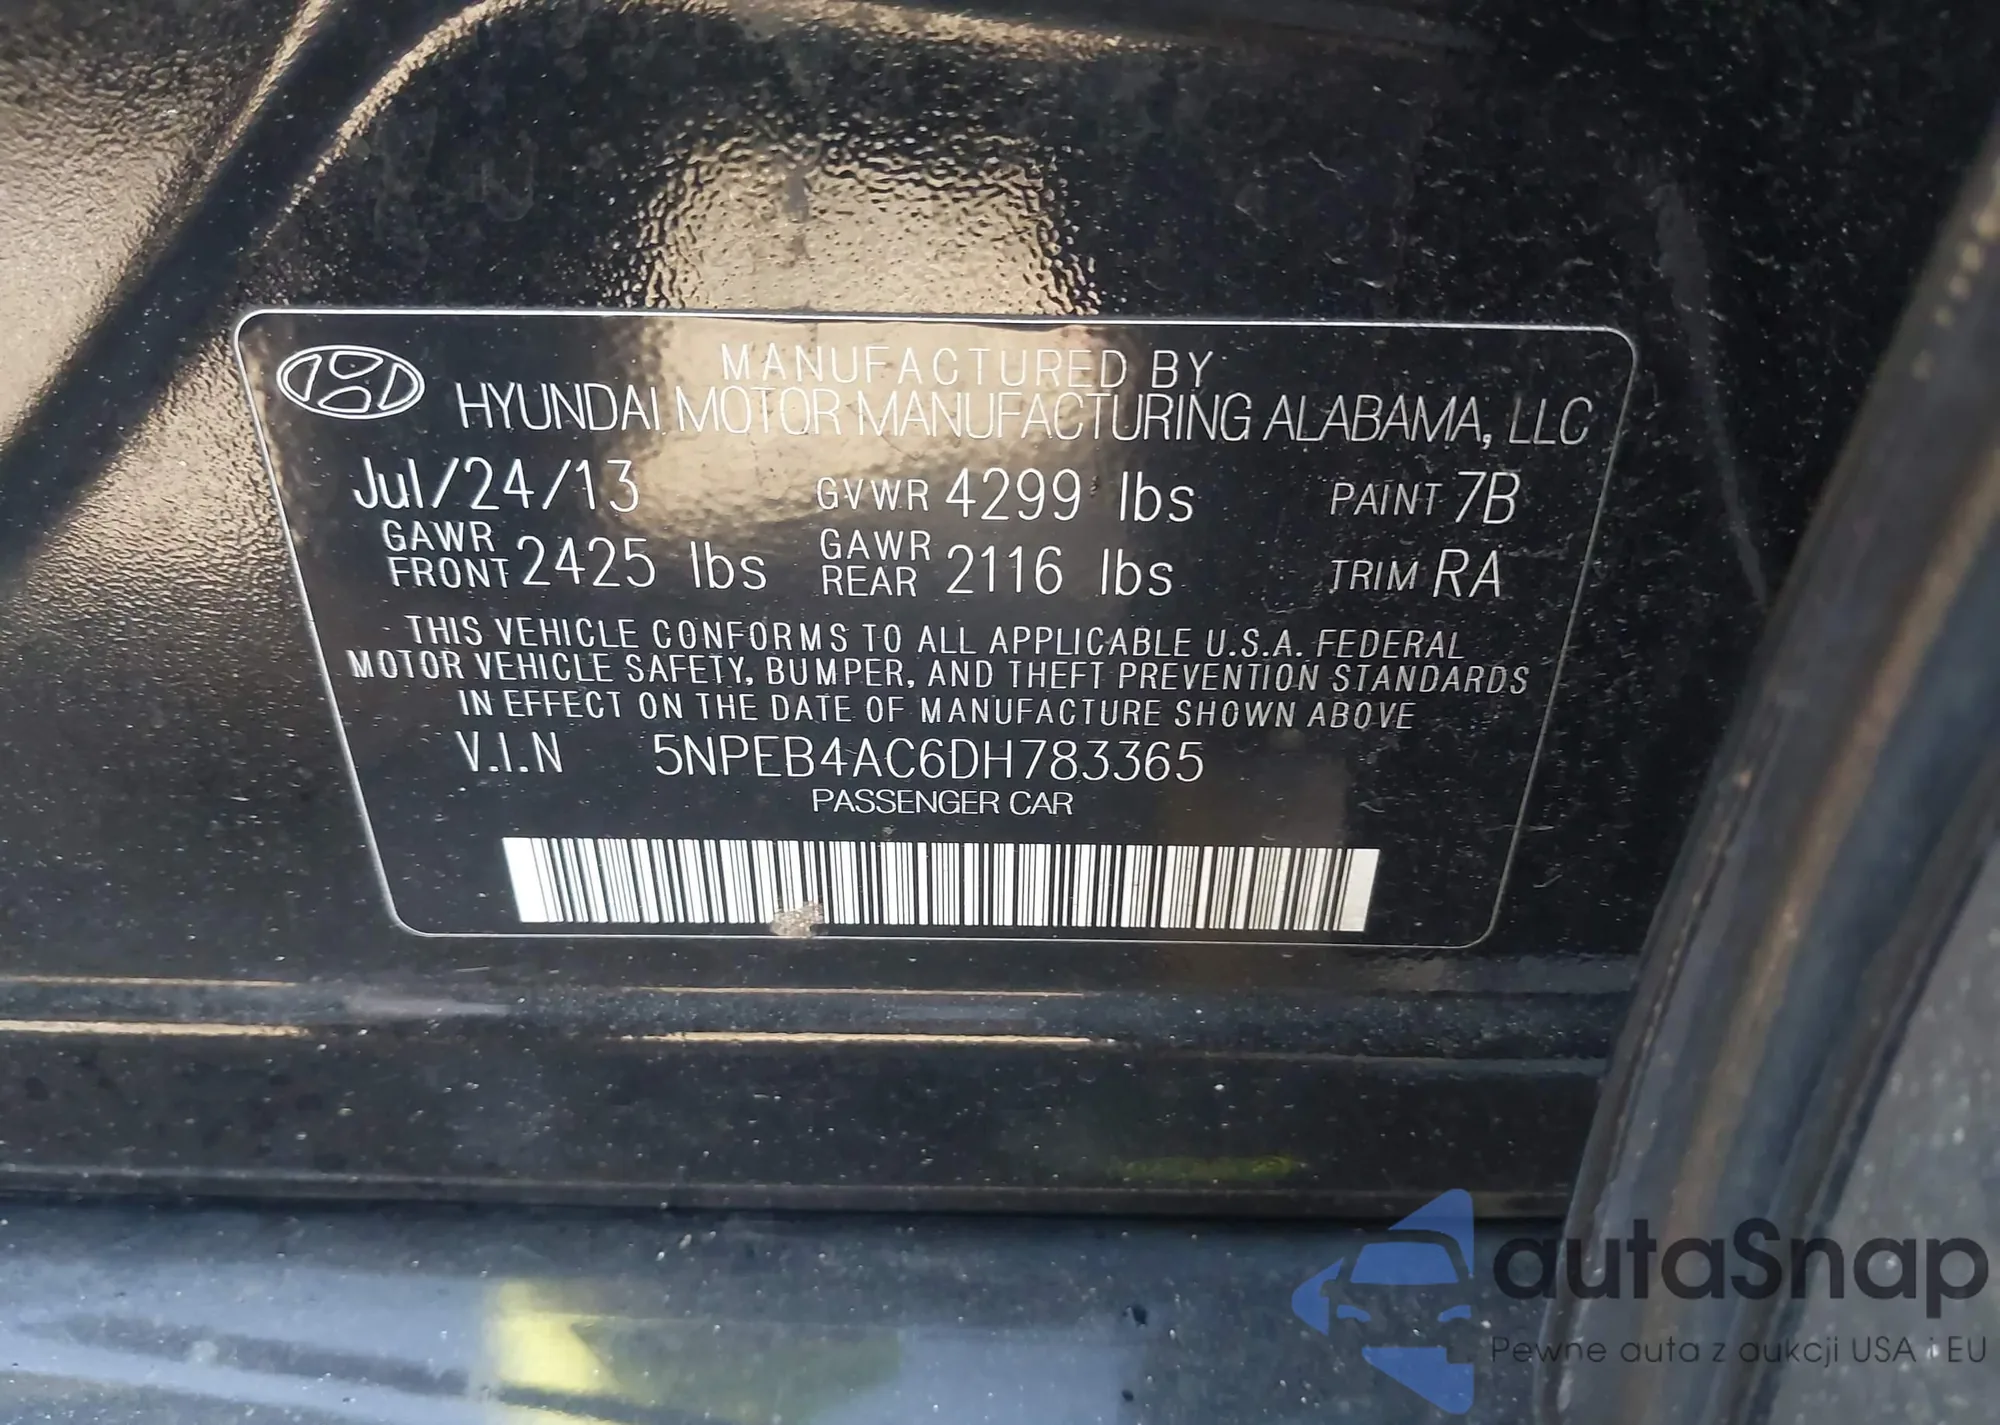 MANUFACTURED BY
HYUNDAI MOTOR MANUFACTURING ALABAMA, LLC
Jul/24/13 GVWR 4299 lbs PAINT 7B
GAWR FRONT 2425 lbs GAWR REAR 2116 lbs TRIM RA
THIS VEHICLE CONFORMS TO ALL APPLICABLE U.S.A. FEDERAL
MOTOR VEHICLE SAFETY, BUMPER, AND THEFT PREVENTION STANDARDS
IN EFFECT ON THE DATE OF MANUFACTURE SHOWN ABOVE
V.I.N 5NPEB4AC6DH783365
PASSENGER CAR
autaSnap
Pewne auta z aukcji USA i EU